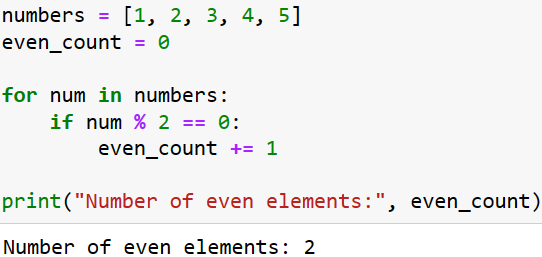 numbers = [1, 2, 3, 4, 5]
even_count = 0
for num in numbers:
    if num % 2 == 0:
        even_count += 1
print("Number of even elements:", even_count)
Number of even elements: 2